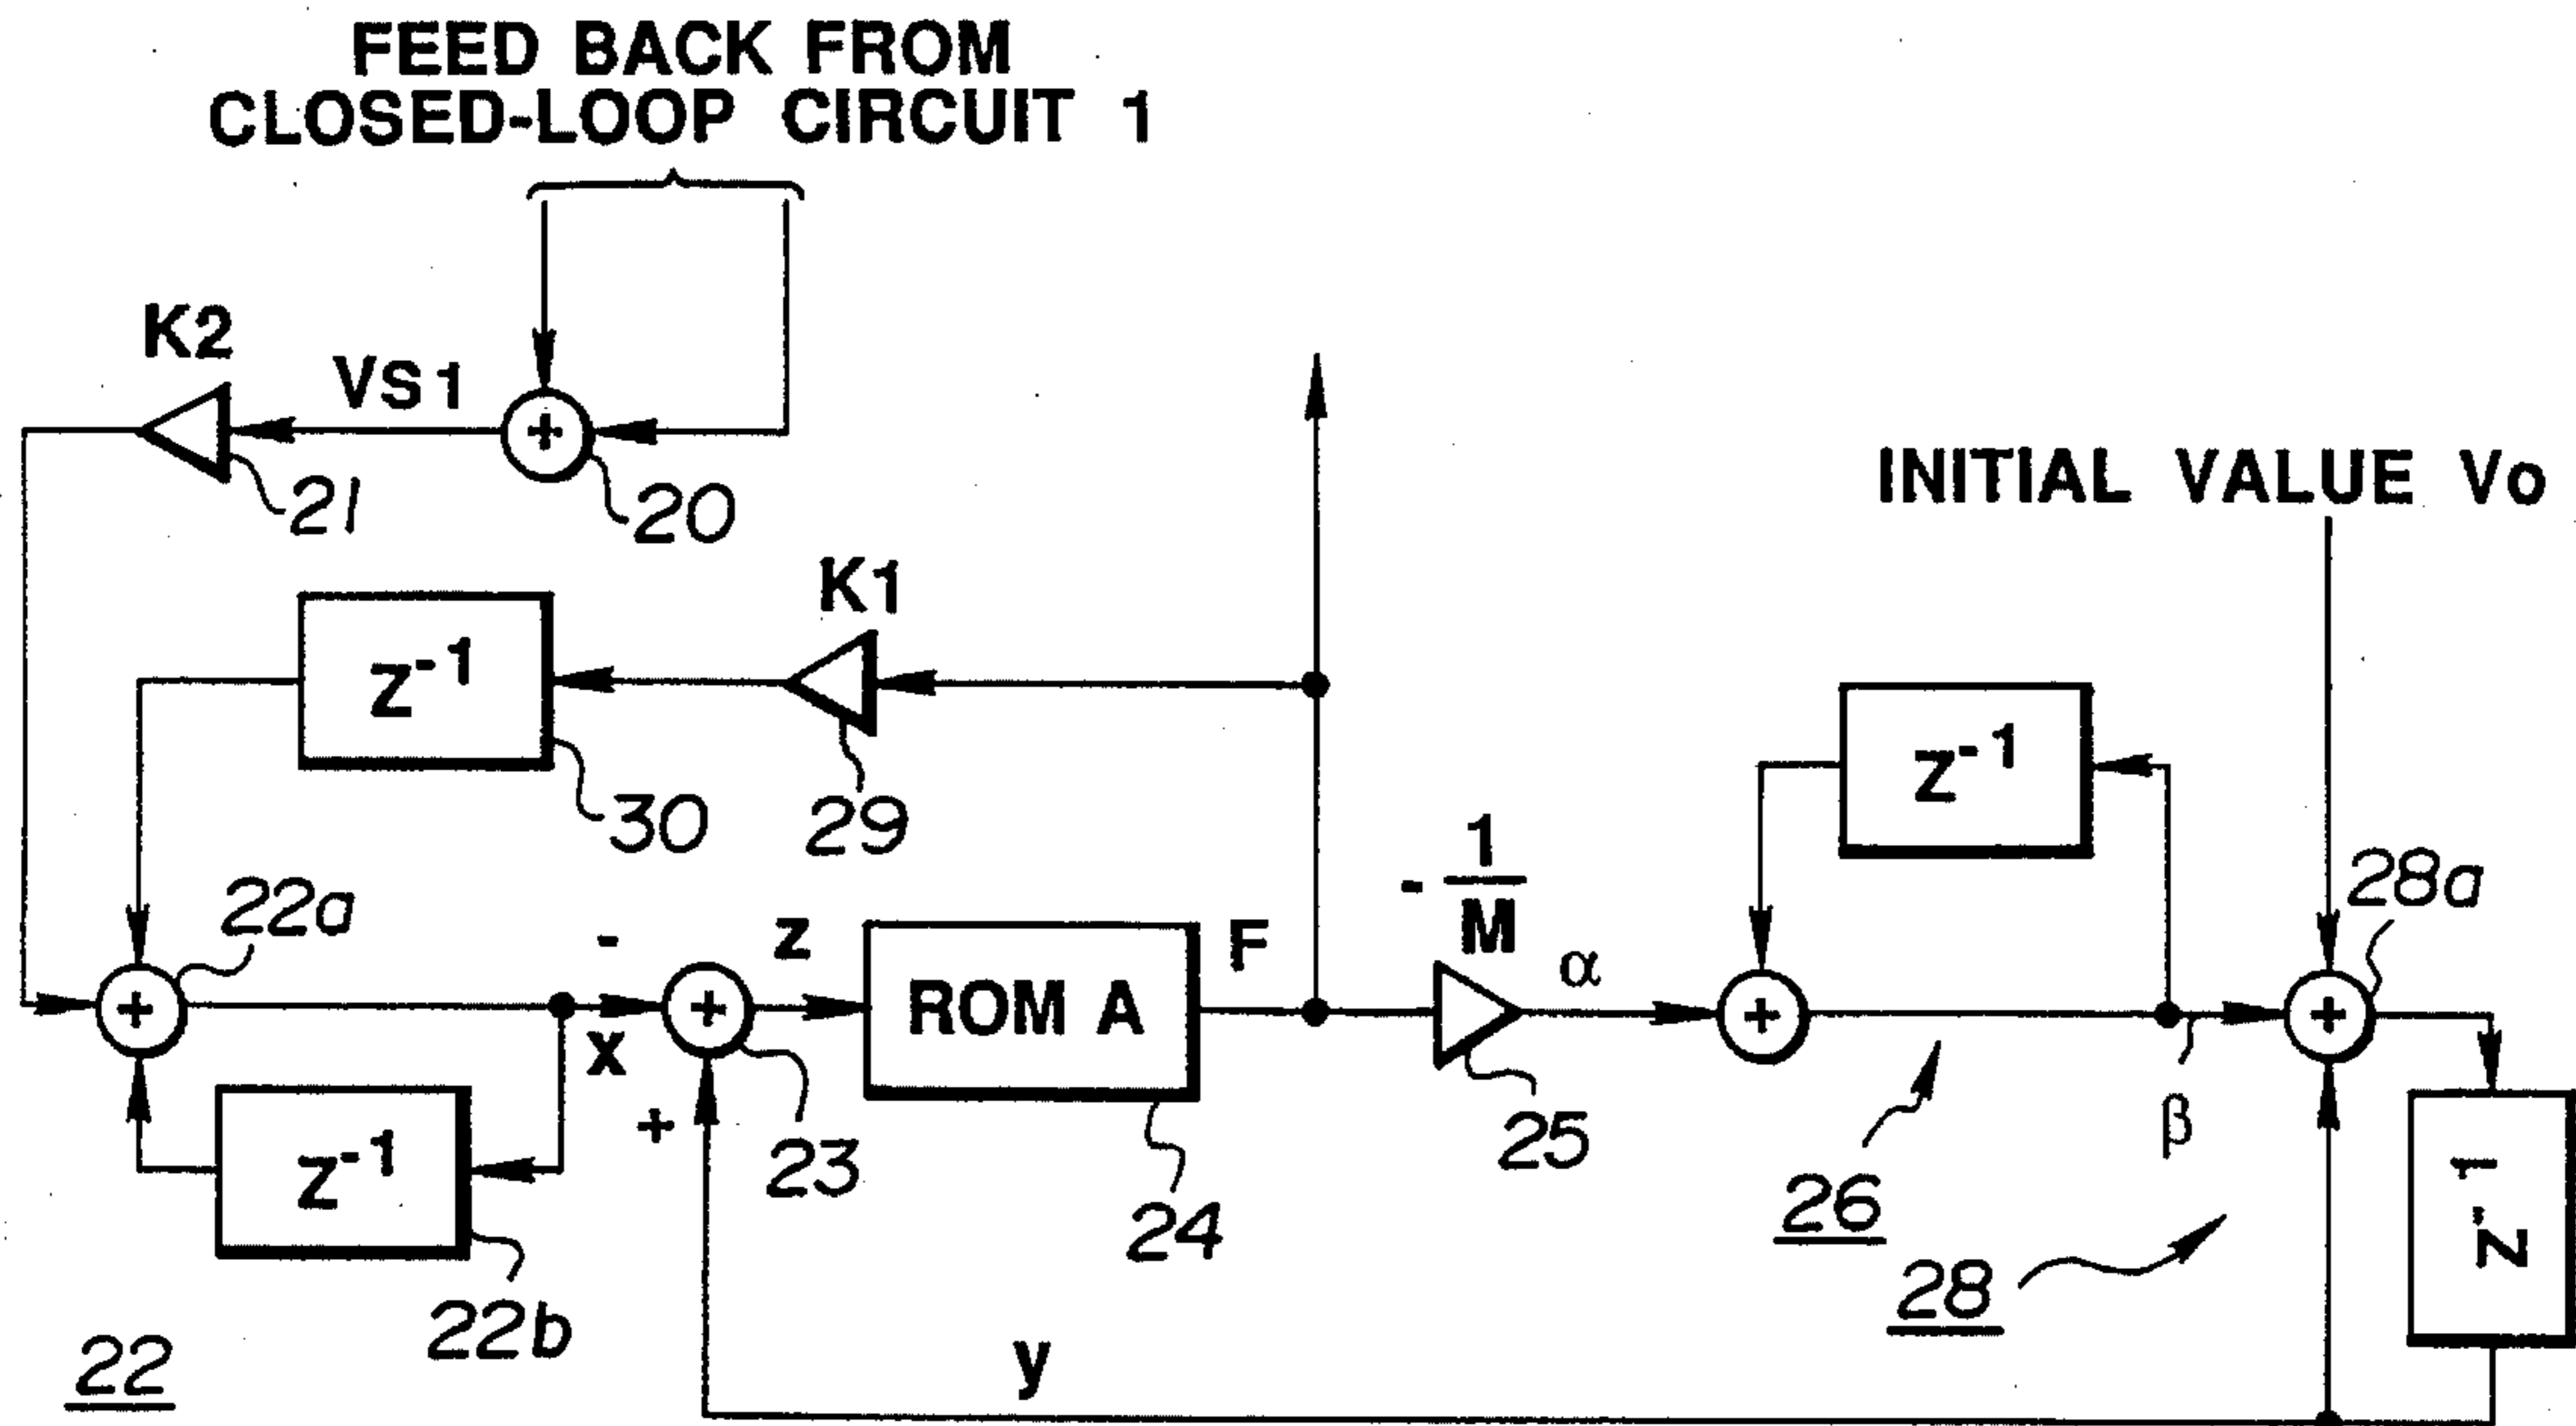 FEED BACK FROM
CLOSED-LOOP CIRCUIT 1
K2
VS1
+
21
20
INITIAL VALUE Vo
K1
Z-1
30
29
Z-1
- 1/M
28a
22a
-
z
F
α
+
+
ROM A
+
+
x
+
β
Z-1
23
25
26
Z-1
24
28
22b
22
y